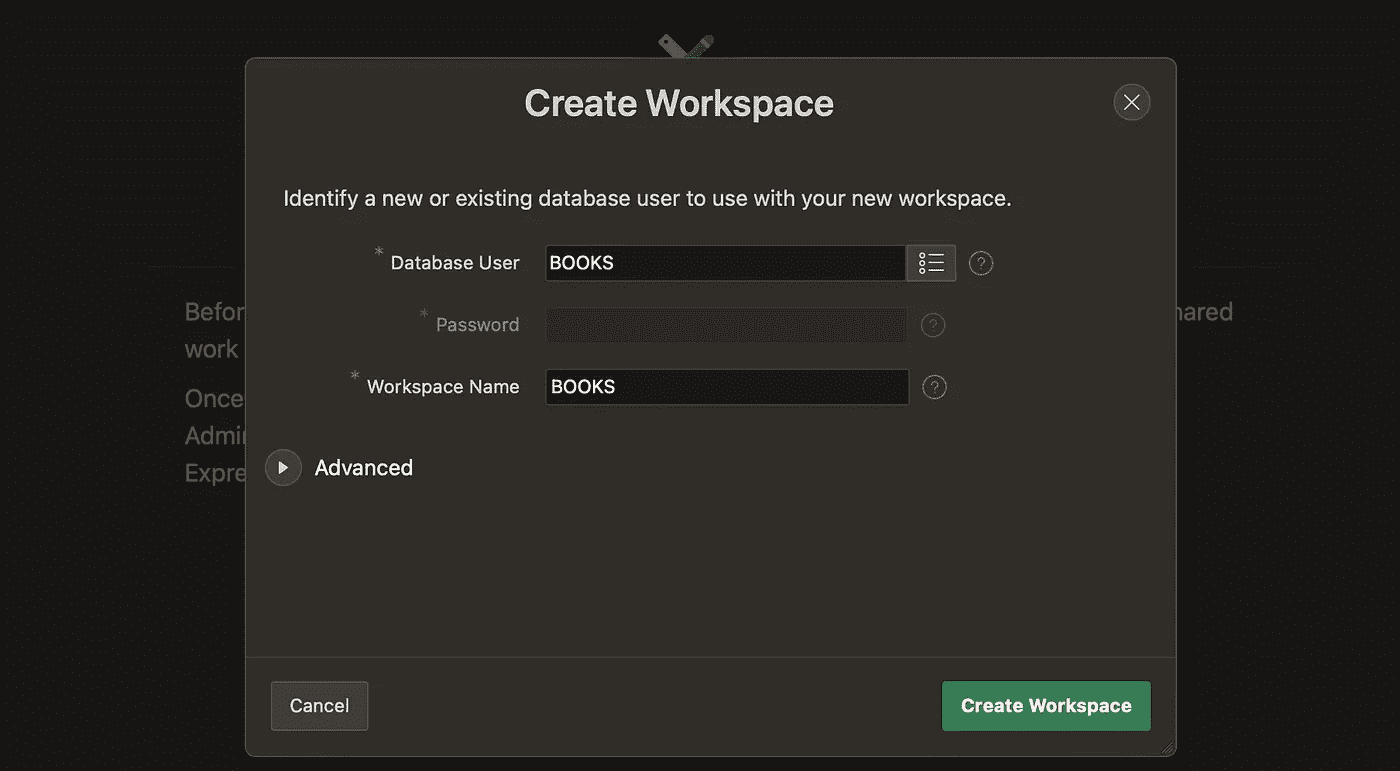 Create Workspace
Identify a new or existing database user to use with your new workspace.
* Database User BOOKS ?
* Password ?
* Workspace Name BOOKS ?
Advanced
Befor
hared
work
Once
Admi
Expre
Cancel
Create Workspace